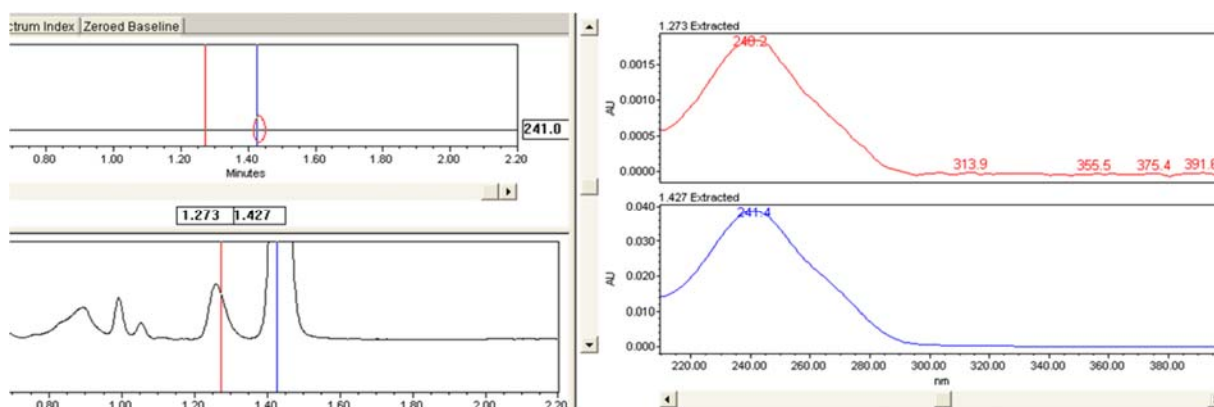 ctrum Index Zeroed Baseline
241.0
0.80 1.00 1.20 1.40 1.60 1.80 2.00 2.20
Minutes
1.273 1.427
0.80 1.00 1.20 1.40 1.60 1.80 2.00 2.20
1.273 Extracted
240.2
0.0015
0.0010
AU
0.0005
313.9 355.5 375.4 391.8
0.0000
1.427 Extracted
0.040
241.4
0.030
AU
0.020
0.010
0.000
220.00 240.00 260.00 280.00 300.00 320.00 340.00 360.00 380.00
nm